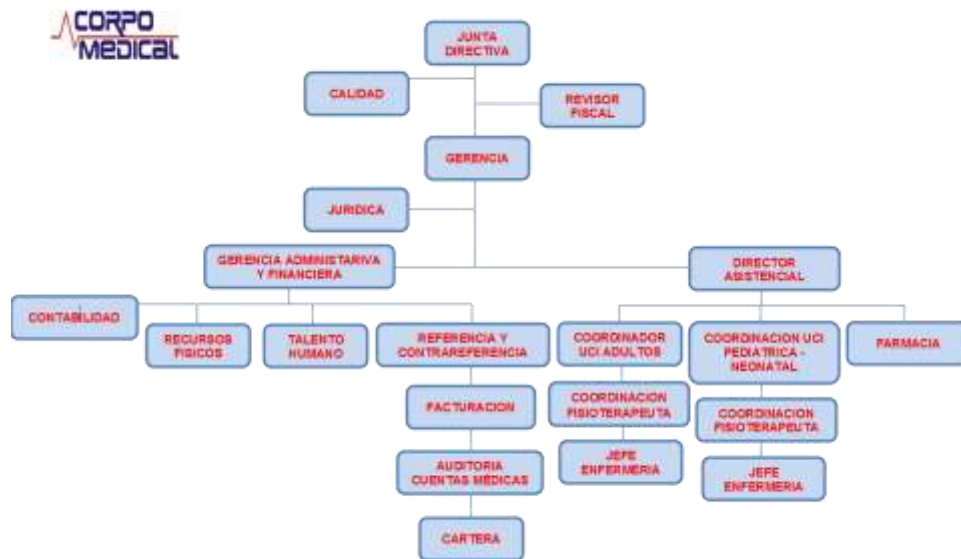 CORPO
MEDICAL
JUNTA
DIRECTIVA
CALIDAD
REVISOR
FISCAL
GERENCIA
JURIDICA
GERENCIA ADMINISTARIVA
Y FINANCIERA
DIRECTOR
ASISTENCIAL
CONTABILIDAD
RECURSOS
FISICOS
TALENTO
HUMANO
REFERENCIA Y
CONTRAREFERENCIA
COORDINADOR
UCI ADULTOS
COORDINACION UCI
PEDIATRICA -
NEONATAL
FARMACIA
FACTURACION
COORDINACION
FISIOTERAPEUTA
COORDINACION
FISIOTERAPEUTA
AUDITORIA
CUENTAS MÉDICAS
JEFE
ENFERMERIA
JEFE
ENFERMERIA
CARTERA